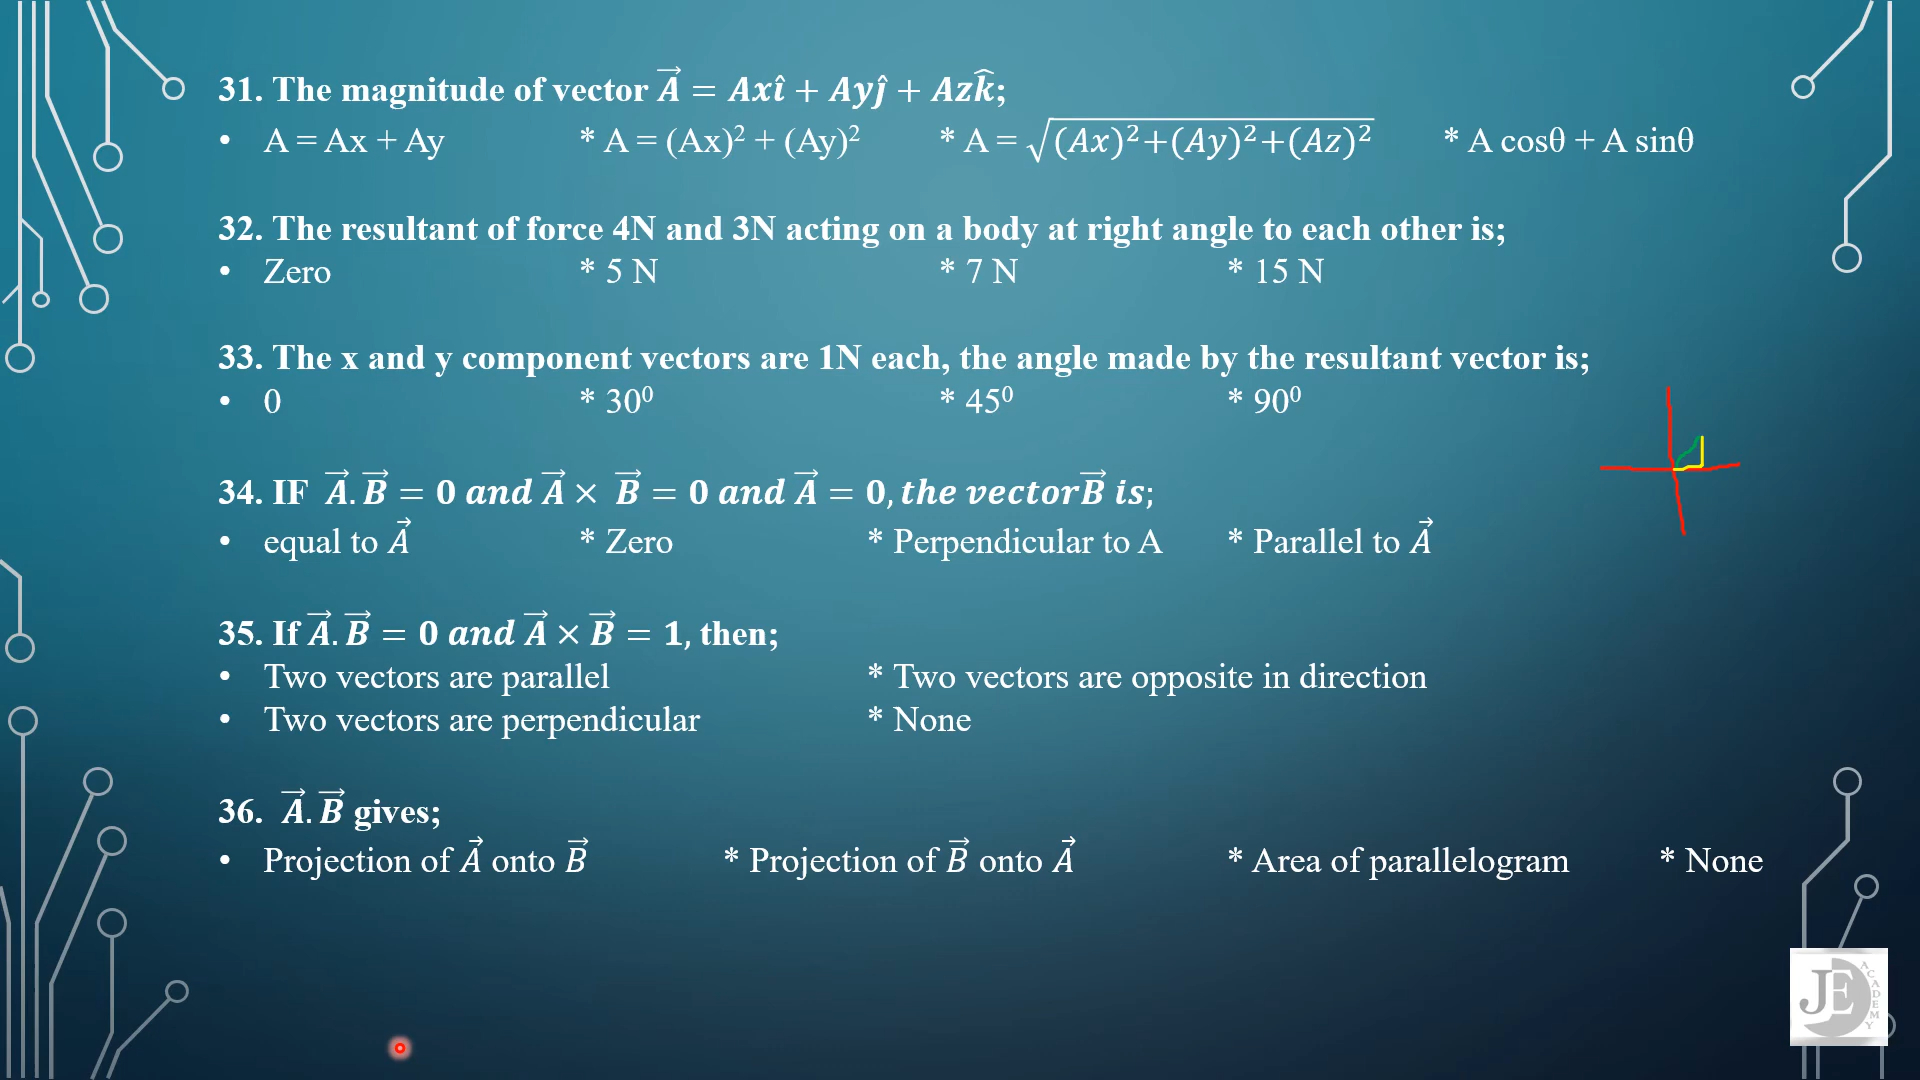 31. The magnitude of vector A⃗ = Axî + Ayĵ + Azk̂;
• A = Ax + Ay * A = (Ax)² + (Ay)² * A = √(Ax)²+(Ay)²+(Az)² * A cosθ + A sinθ
32. The resultant of force 4N and 3N acting on a body at right angle to each other is;
• Zero * 5 N * 7 N * 15 N
33. The x and y component vectors are 1N each, the angle made by the resultant vector is;
• 0 * 30⁰ * 45⁰ * 90⁰
34. IF A⃗. B⃗ = 0 and A⃗ × B⃗ = 0 and A⃗ = 0, the vectorB⃗ is;
• equal to A⃗ * Zero * Perpendicular to A * Parallel to A⃗
35. If A⃗. B⃗ = 0 and A⃗ × B⃗ = 1, then;
• Two vectors are parallel * Two vectors are opposite in direction
• Two vectors are perpendicular * None
36. A⃗. B⃗ gives;
• Projection of A⃗ onto B⃗ * Projection of B⃗ onto A⃗ * Area of parallelogram * None
JE ACADEMY